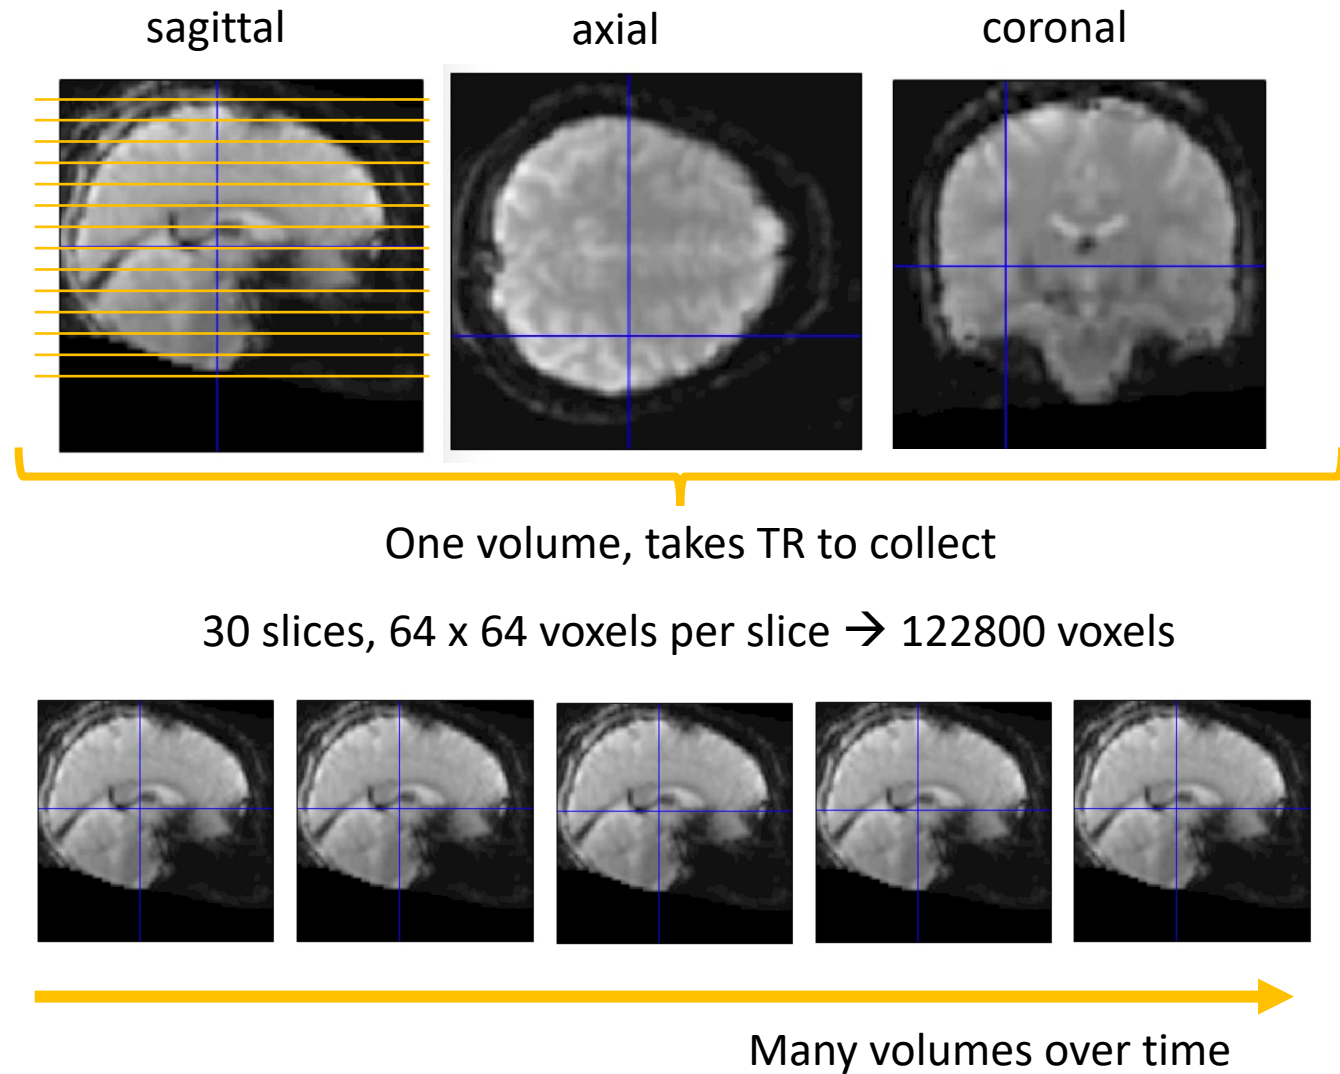 sagittal
axial
coronal
One volume, takes TR to collect
30 slices, 64 x 64 voxels per slice → 122800 voxels
Many volumes over time